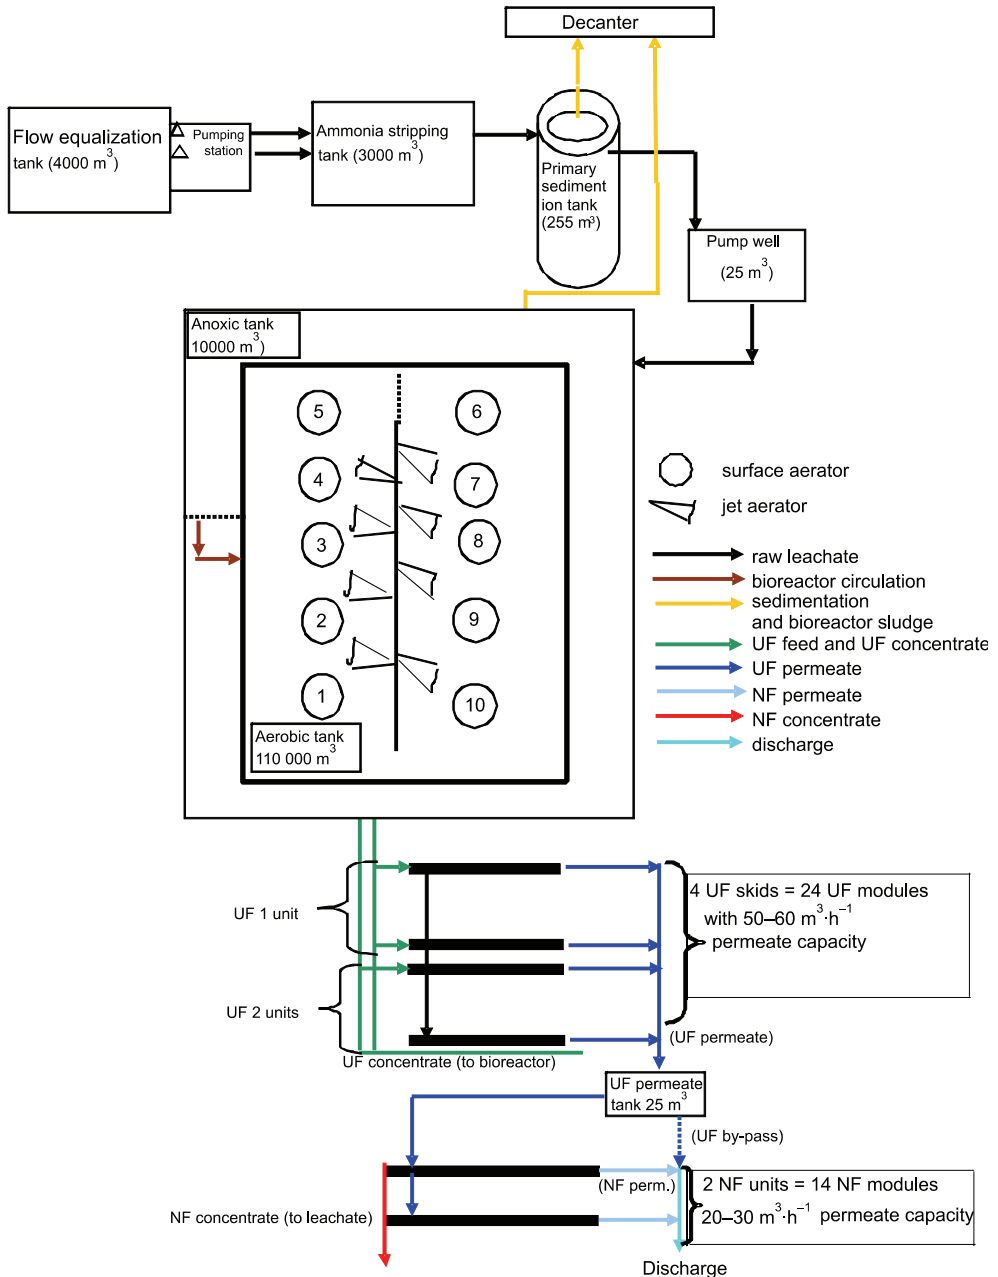 Decanter
Flow equalization
tank (4000 m³)
Pumping
station
Ammonia stripping
tank (3000 m³)
Primary
sediment
ion tank
(255 m³)
Pump well
(25 m³)
Anoxic tank
10000 m³)
5
6
4
7
3
8
2
9
1
10
Aerobic tank
110 000 m³
surface aerator
jet aerator
raw leachate
bioreactor circulation
sedimentation
and bioreactor sludge
UF feed and UF concentrate
UF permeate
NF permeate
NF concentrate
discharge
UF 1 unit
UF 2 units
4 UF skids = 24 UF modules
with 50–60 m³·h⁻¹
permeate capacity
(UF permeate)
UF concentrate (to bioreactor)
UF permeate
tank 25 m³
(UF by-pass)
(NF perm.)
NF concentrate (to leachate)
2 NF units = 14 NF modules
20–30 m³·h⁻¹ permeate capacity
Discharge